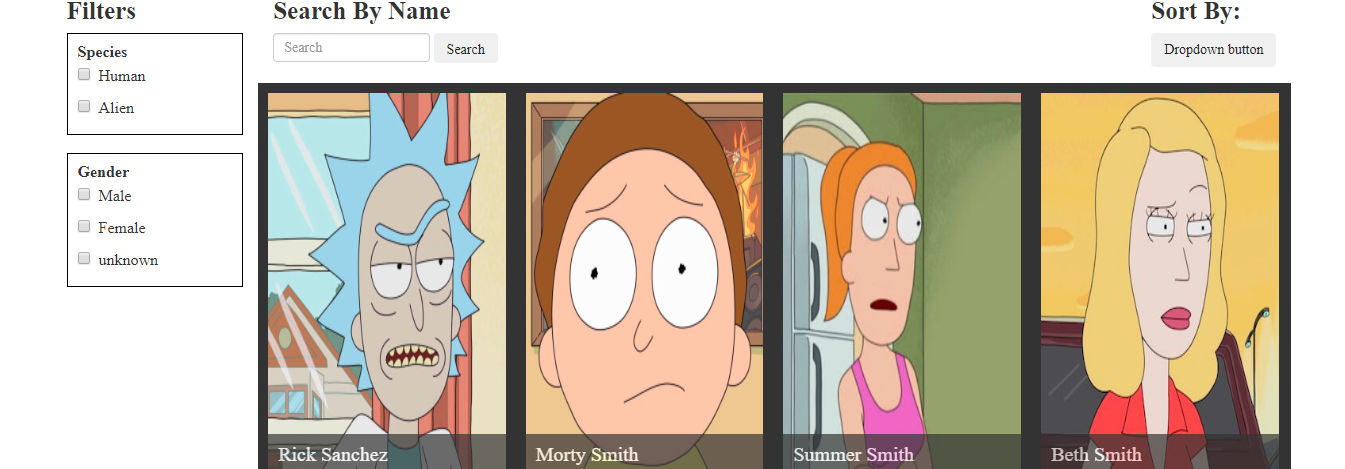 Filters
Species
Human
Alien
Gender
Male
Female
unknown
Search By Name
Search
Search
Sort By:
Dropdown button
Rick Sanchez
Morty Smith
Summer Smith
Beth Smith